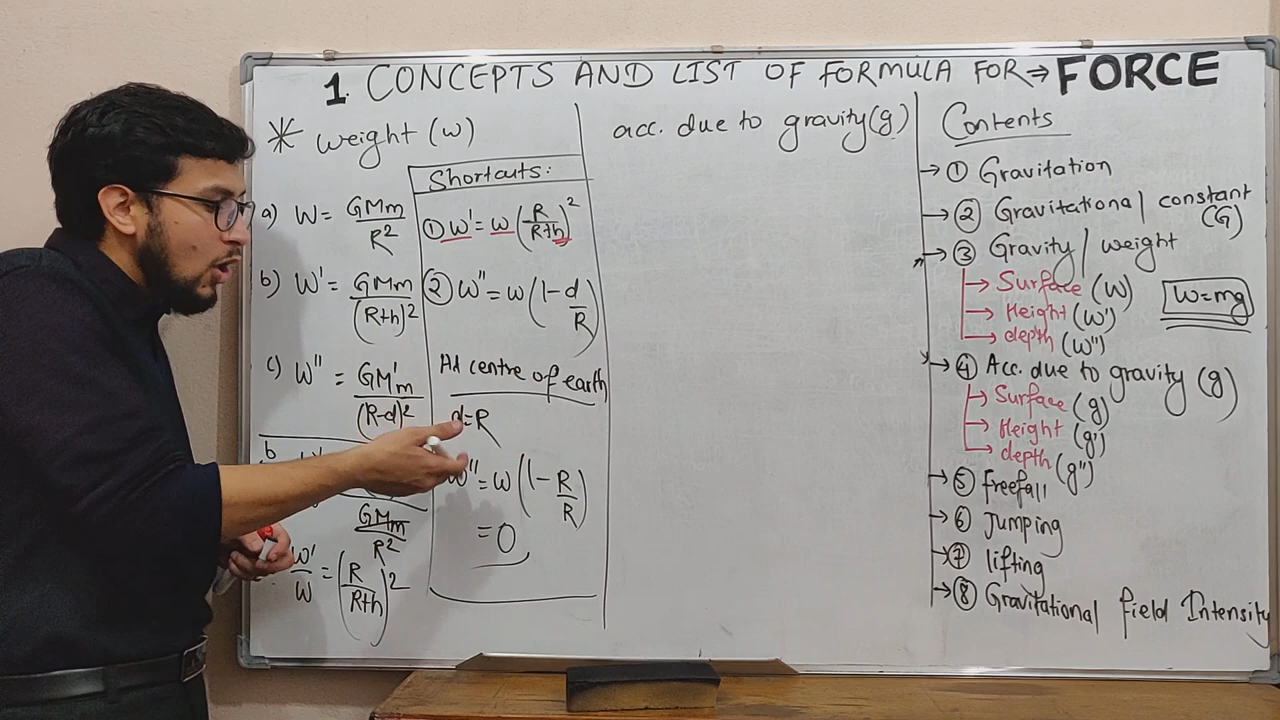 1. CONCEPTS AND LIST OF FORMULA FOR ⇒ FORCE
* weight (w)
a) W = GMm / R²
b) W' = GMm / (R+h)²
c) W'' = GM'm / (R-d)²
b
GMm / R²
W' / W = (R / R+h)²
Shortcuts:
① W' = W (R / R+h)²
② W'' = W (1 - d / R)
At centre of earth
d=R
W'' = W (1 - R / R)
= 0
acc. due to gravity (g)
Contents
→ ① Gravitation
→ ② Gravitational constant (G)
→ ③ Gravity / weight
→ Surface (W)
→ Height (W')
→ depth (W'')
W=mg
→ ④ Acc. due to gravity (g)
→ Surface (g)
→ Height (g')
→ depth (g'')
→ ⑤ freefall
→ ⑥ Jumping
→ ⑦ lifting
→ ⑧ Gravitational field Intensity